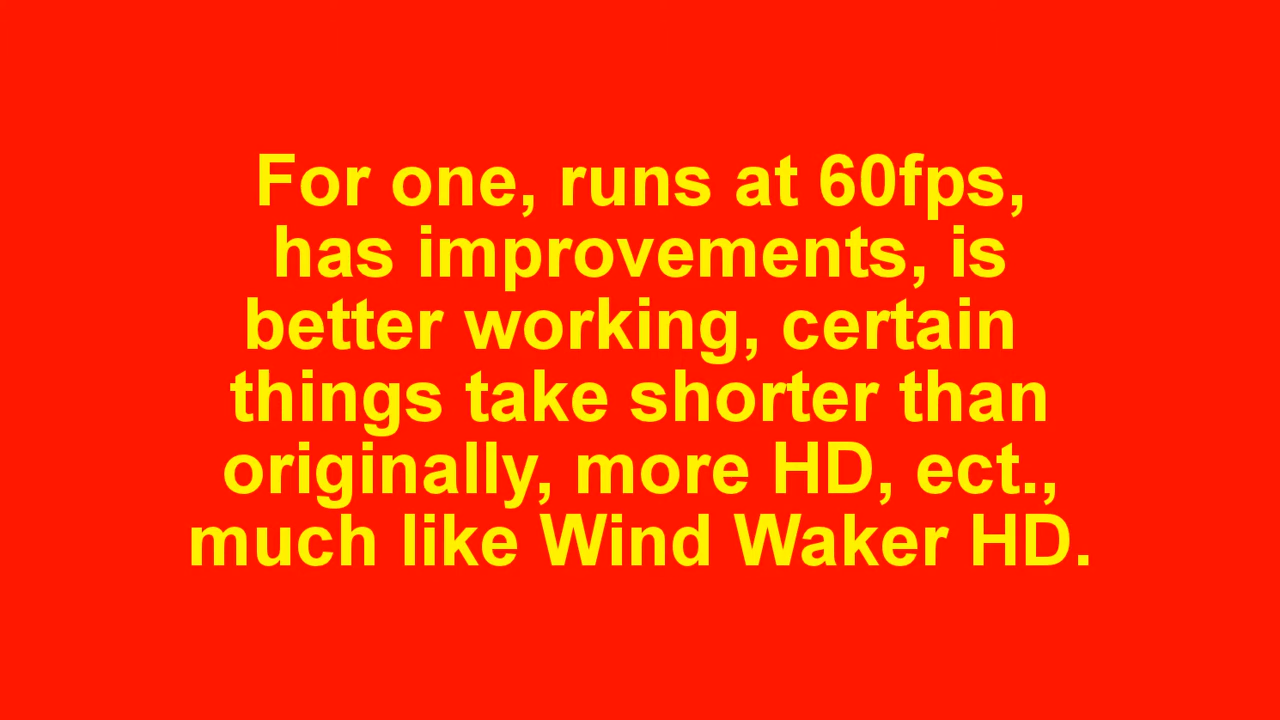 For one, runs at 60fps,
has improvements, is
better working, certain
things take shorter than
originally, more HD, ect.,
much like Wind Waker HD.